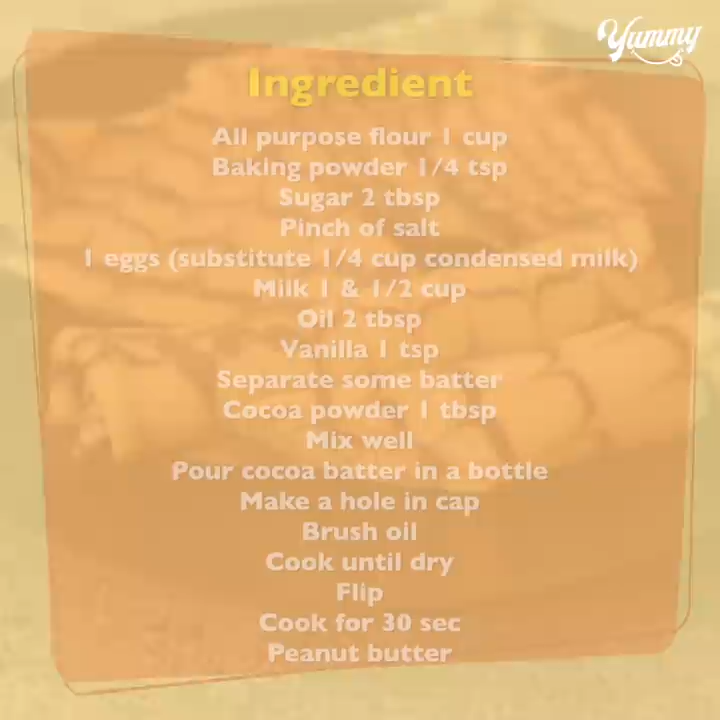 Yummy
Ingredient
All purpose flour 1 cup
Baking powder 1/4 tsp
Sugar 2 tbsp
Pinch of salt
1 eggs (substitute 1/4 cup condensed milk)
Milk 1 & 1/2 cup
Oil 2 tbsp
Vanilla 1 tsp
Separate some batter
Cocoa powder 1 tbsp
Mix well
Pour cocoa batter in a bottle
Make a hole in cap
Brush oil
Cook until dry
Flip
Cook for 30 sec
Peanut butter